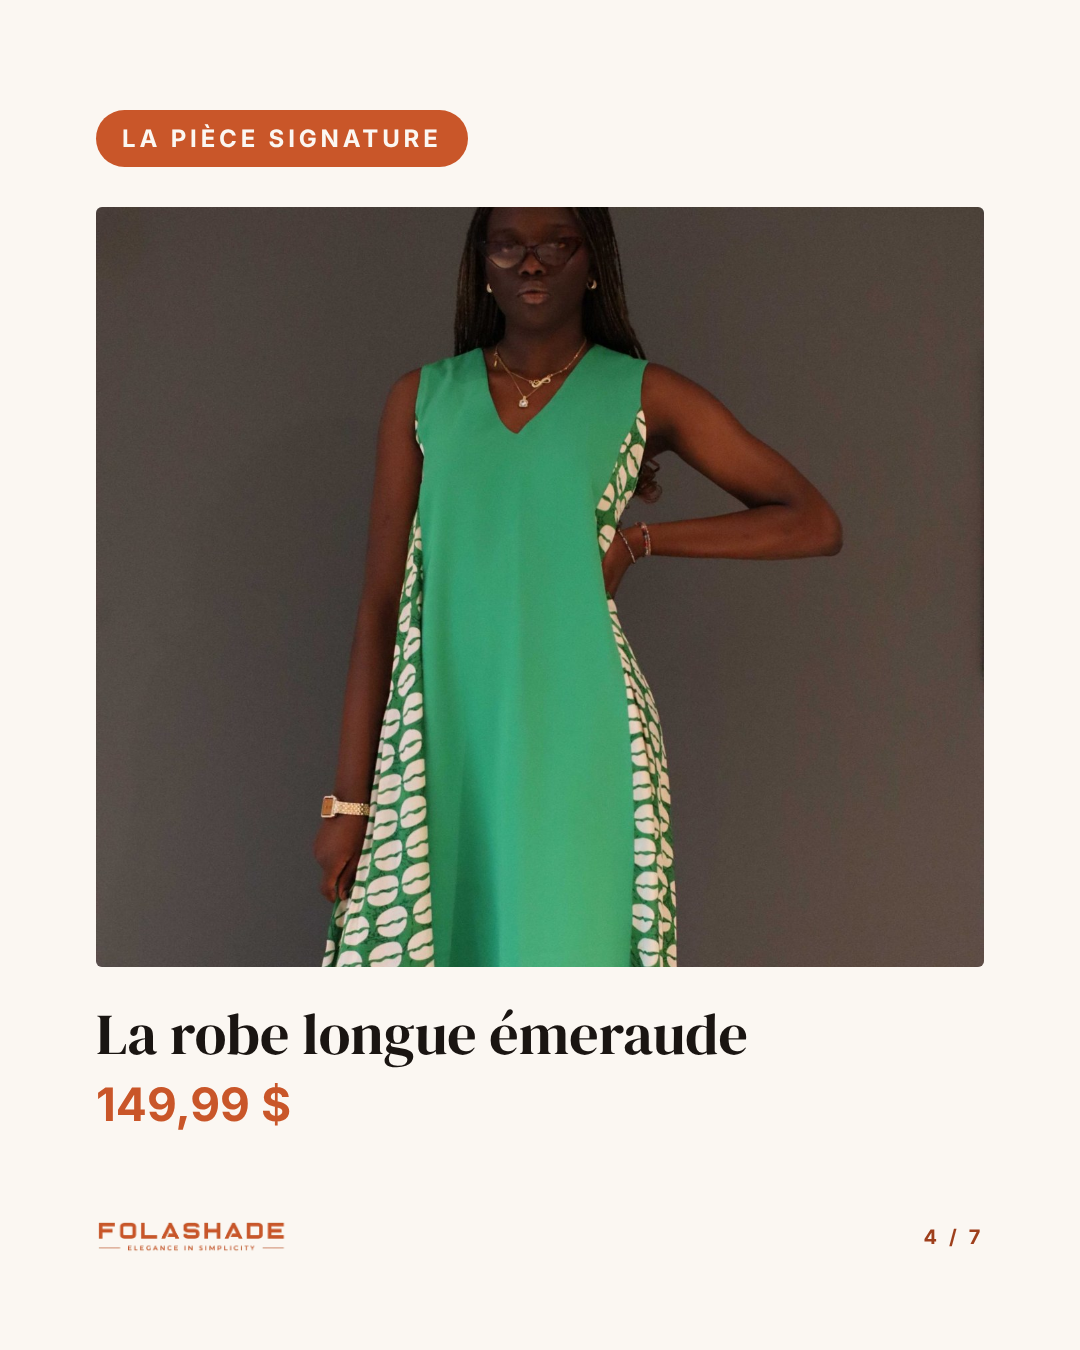 LA PIÈCE SIGNATURE
La robe longue émeraude
149,99 $
FOLASHADE
ELEGANCE IN SIMPLICITY
4 / 7